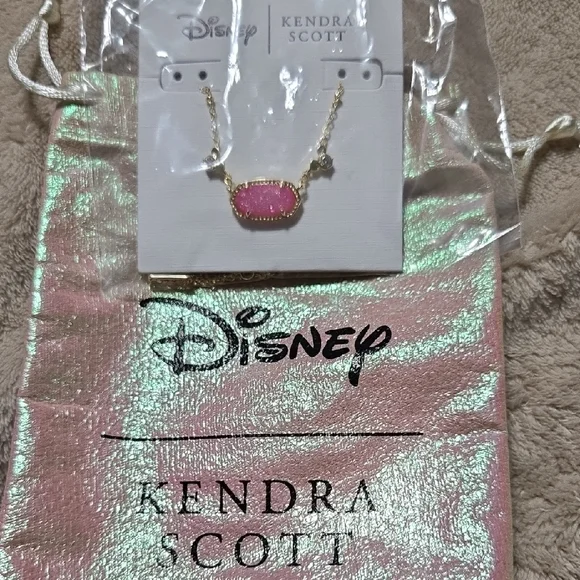 Disney | KENDRA
SCOTT
Disney
KENDRA
SCOTT